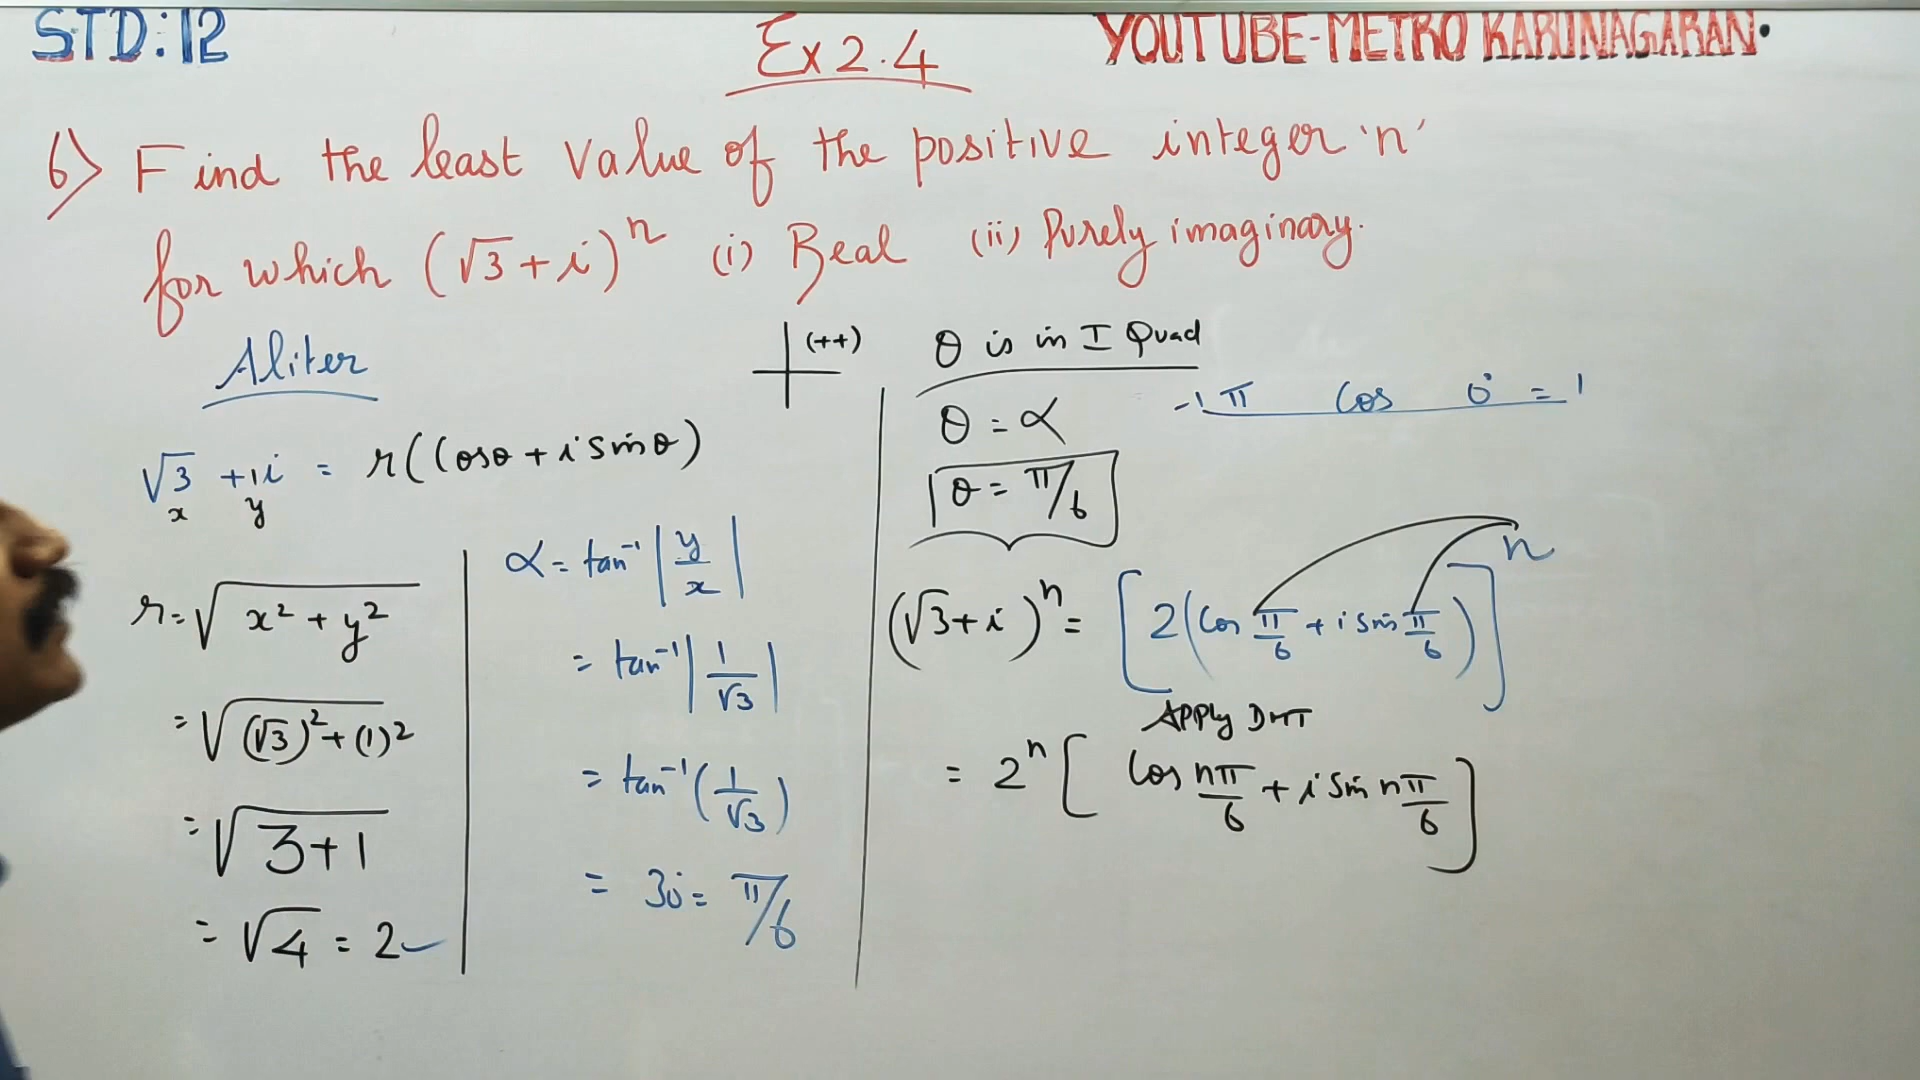 STD:12
Ex 2.4
YOUTUBE-METRO KARUNAGARAN.
6) Find the least value of the positive integer 'n'
for which (√3+i)^n (i) Real (ii) Purely imaginary.
Aliter
(++)
√3 +1i = r(Cosθ + i Sinθ)
x y
r = √x² + y²
= √(√3)² + (1)²
= √3+1
= √4 = 2
α = tan⁻¹ |y/x|
= tan⁻¹ |1/√3|
= tan⁻¹ (1/√3)
= 30° = π/6
θ is in I Quad
-1 π Cos 0° = 1
θ = α
θ = π/6
(√3+i)^n = [2(Cos π/6 + i Sin π/6)]^n
APPly DMT
= 2^n [Cos nπ/6 + i Sin nπ/6]